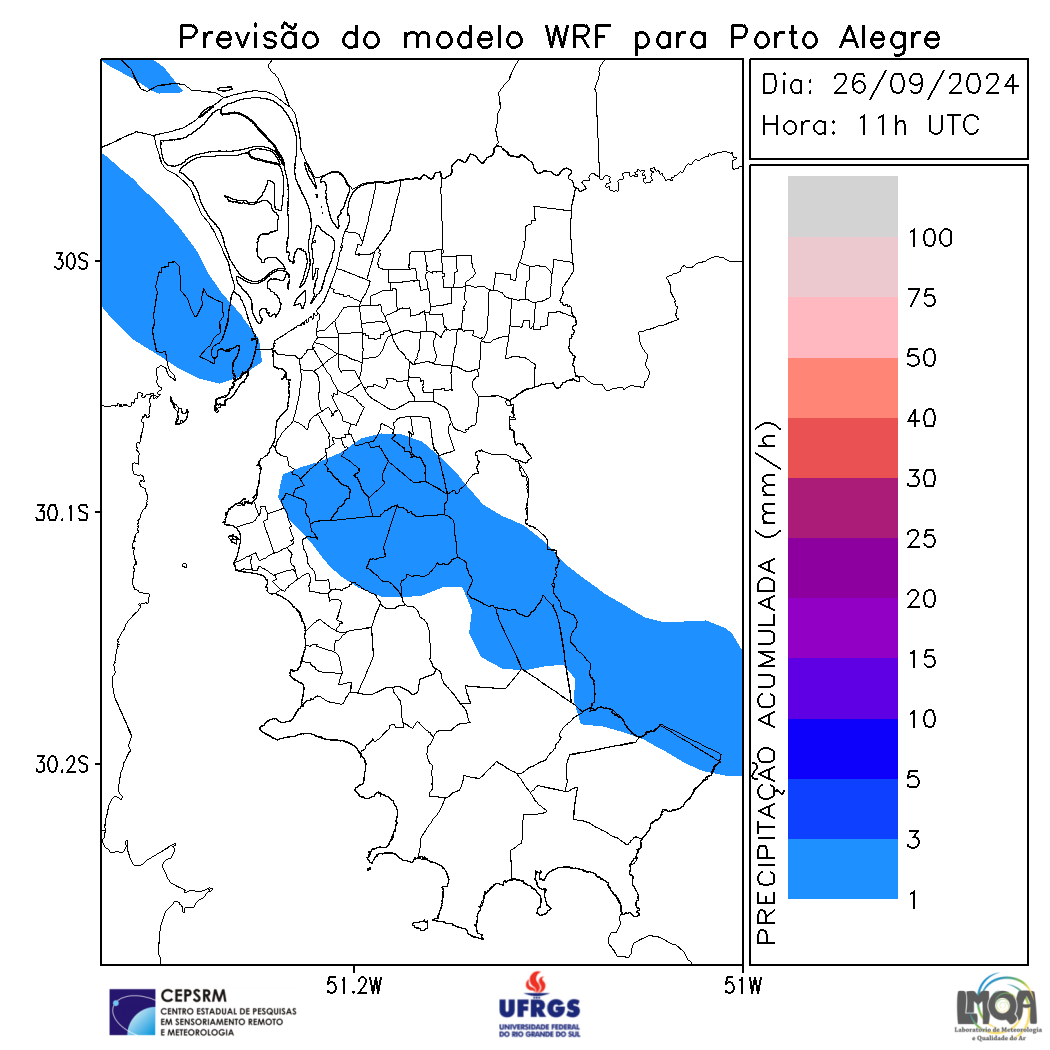 Previsão do modelo WRF para Porto Alegre
Dia: 26/09/2024
Hora: 11h UTC
30S
30.1S
30.2S
51.2W
51W
PRECIPITAÇÃO ACUMULADA (mm/h)
100
75
50
40
30
25
20
15
10
5
3
1
CEPSRM
CENTRO ESTADUAL DE PESQUISAS
EM SENSORIAMENTO REMOTO
E METEOROLOGIA
UFRGS
UNIVERSIDADE FEDERAL
DO RIO GRANDE DO SUL
LMQA
Laboratório de Meteorologia
e Qualidade do Ar